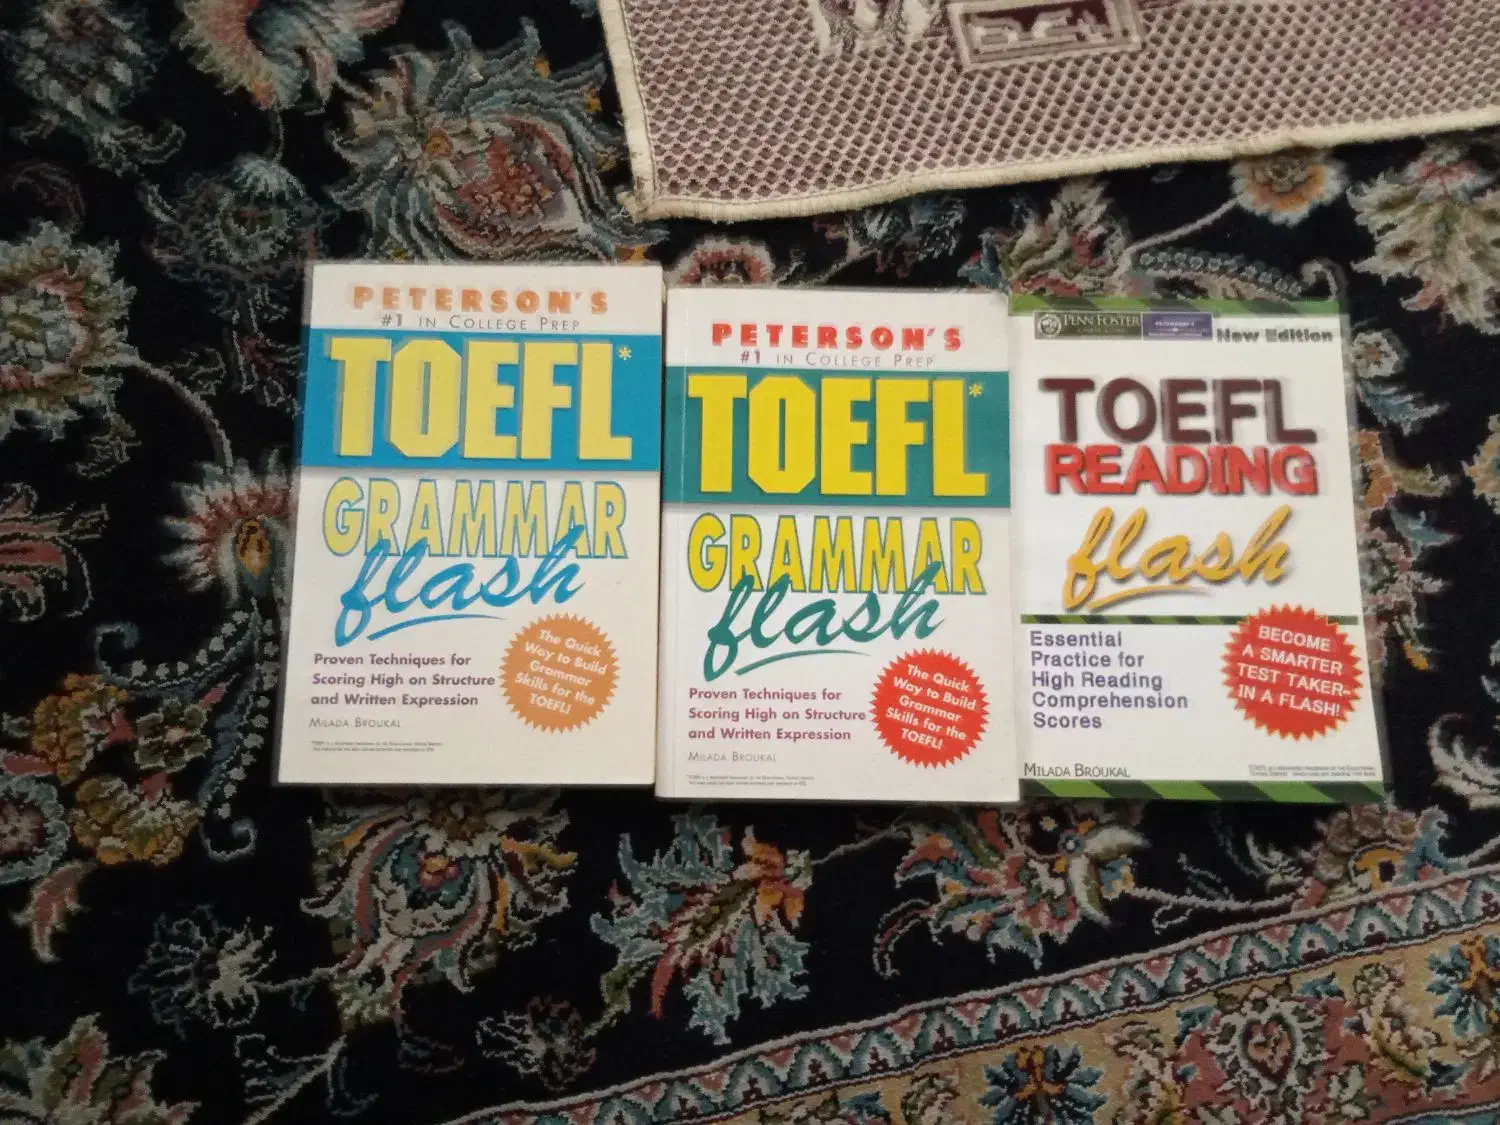 PETERSON'S
#1 IN COLLEGE PREP
TOEFL*
GRAMMAR
flash
Proven Techniques for
Scoring High on Structure
and Written Expression
MILADA BROUKAL
The Quick
Way to Build
Grammar
Skills for the
TOEFL!
PETERSON'S
#1 IN COLLEGE PREP
TOEFL*
GRAMMAR
flash
Proven Techniques for
Scoring High on Structure
and Written Expression
MILADA BROUKAL
The Quick
Way to Build
Grammar
Skills for the
TOEFL!
PENN FOSTER
PETERSON'S
New Edition
TOEFL
READING
flash
Essential
Practice for
High Reading
Comprehension
Scores
BECOME
A SMARTER
TEST TAKER-
IN A FLASH!
MILADA BROUKAL